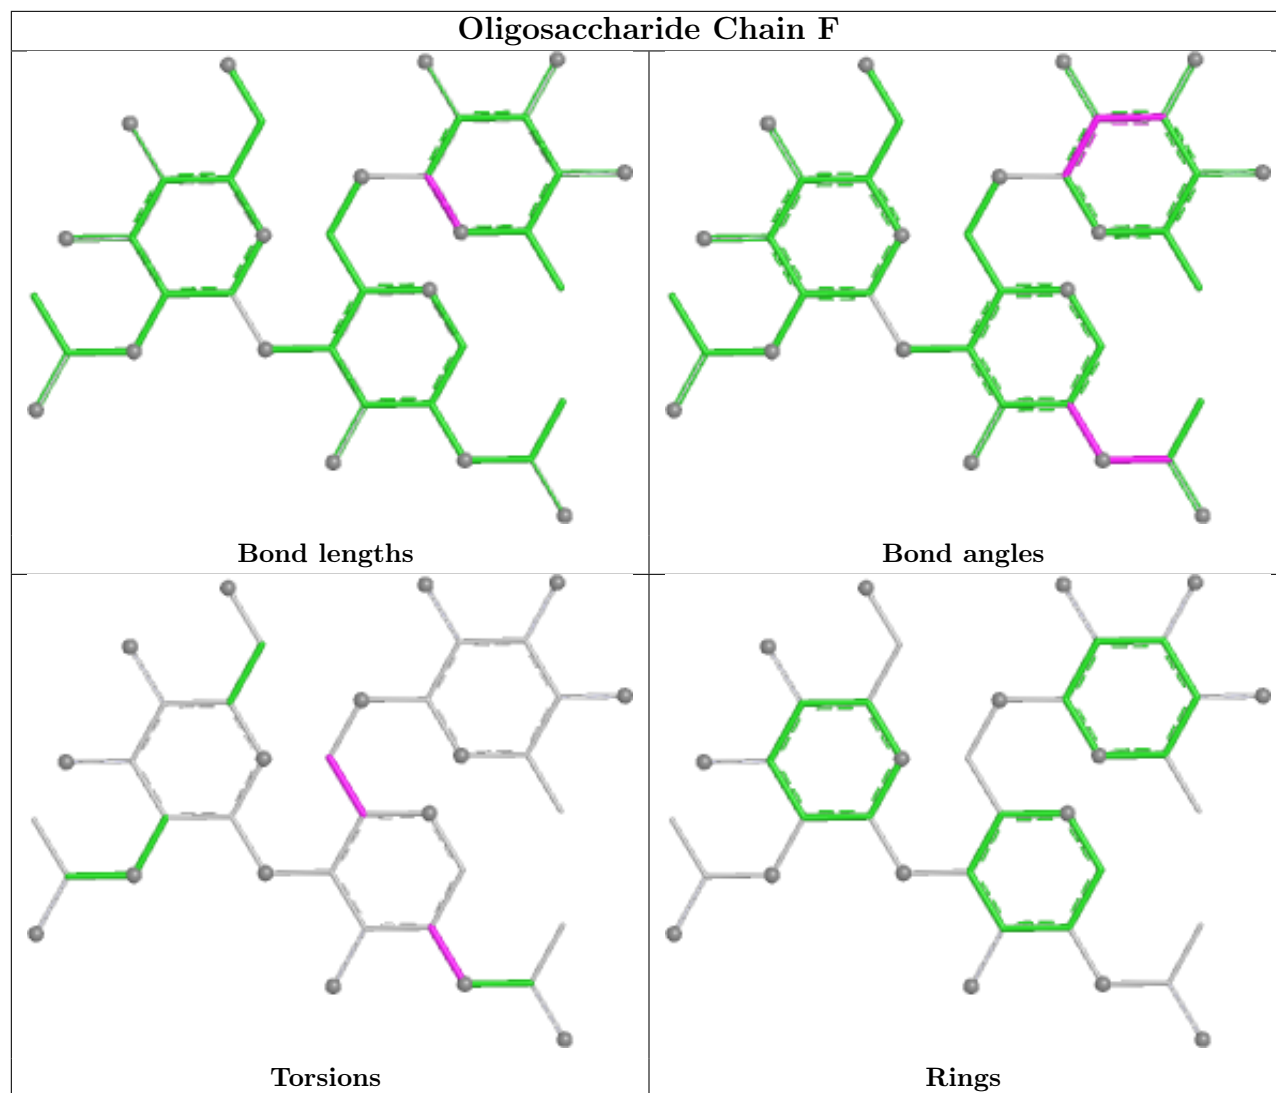 Oligosaccharide Chain F
Bond lengths
Bond angles
Torsions
Rings